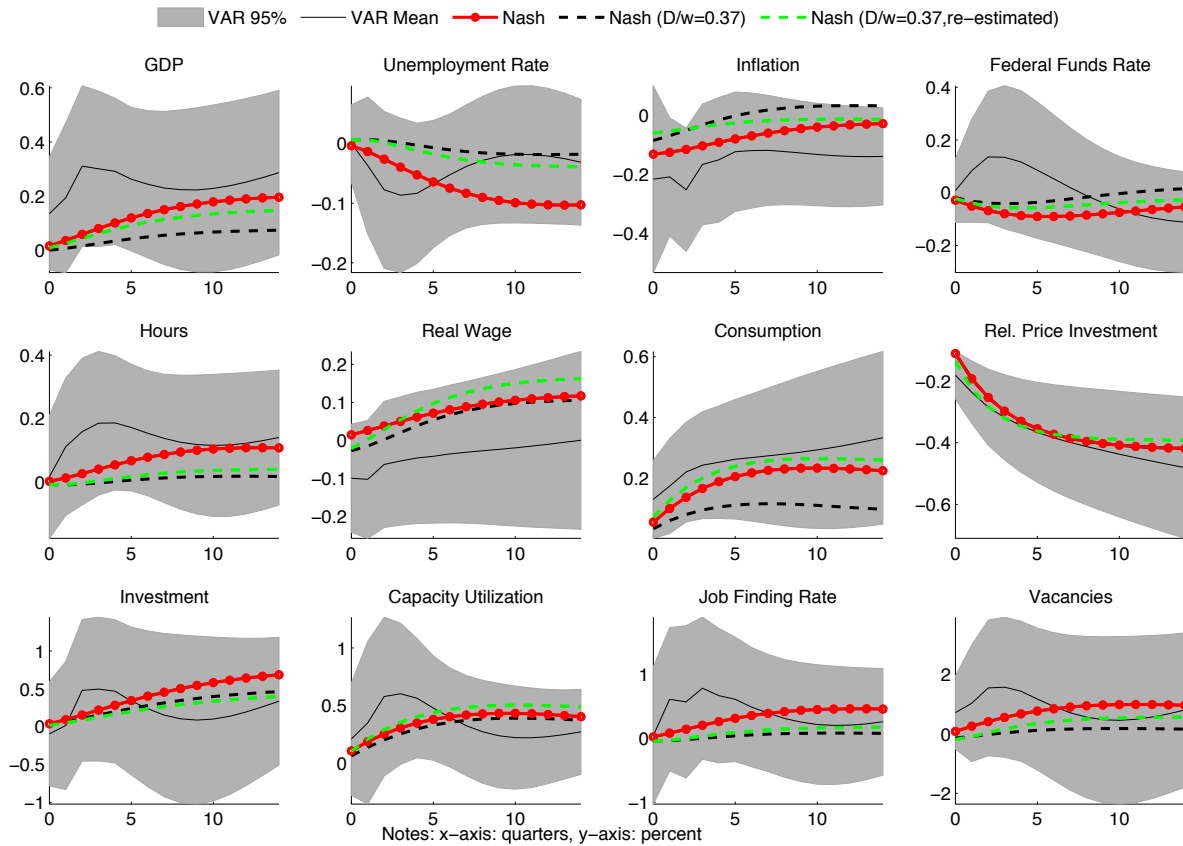 VAR 95% VAR Mean Nash Nash (D/w=0.37) Nash (D/w=0.37,re-estimated)
GDP Unemployment Rate Inflation Federal Funds Rate
0.6
0.4
0.2
0
0 5 10
0
−0.1
−0.2
0 5 10
0
−0.2
−0.4
0 5 10
0.4
0.2
0
−0.2
0 5 10
Hours Real Wage Consumption Rel. Price Investment
0.4
0.2
0
0 5 10
0.2
0.1
0
−0.1
−0.2
0 5 10
0.6
0.4
0.2
0 5 10
−0.2
−0.4
−0.6
0 5 10
Investment Capacity Utilization Job Finding Rate Vacancies
1
0.5
0
−0.5
−1
0 5 10
1
0.5
0
0 5 10
1
0
−1
0 5 10
2
0
−2
0 5 10
Notes: x−axis: quarters, y−axis: percent